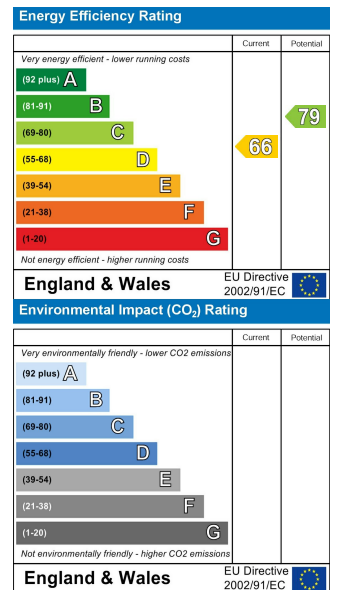 Energy Efficiency Rating
Current Potential
Very energy efficient - lower running costs
(92 plus) A
(81-91) B
(69-80) C
(55-68) D
(39-54) E
(21-38) F
(1-20) G
66
79
Not energy efficient - higher running costs
England & Wales
EU Directive
2002/91/EC
Environmental Impact (CO₂) Rating
Current Potential
Very environmentally friendly - lower CO2 emissions
(92 plus) A
(81-91) B
(69-80) C
(55-68) D
(39-54) E
(21-38) F
(1-20) G
Not environmentally friendly - higher CO2 emissions
England & Wales
EU Directive
2002/91/EC